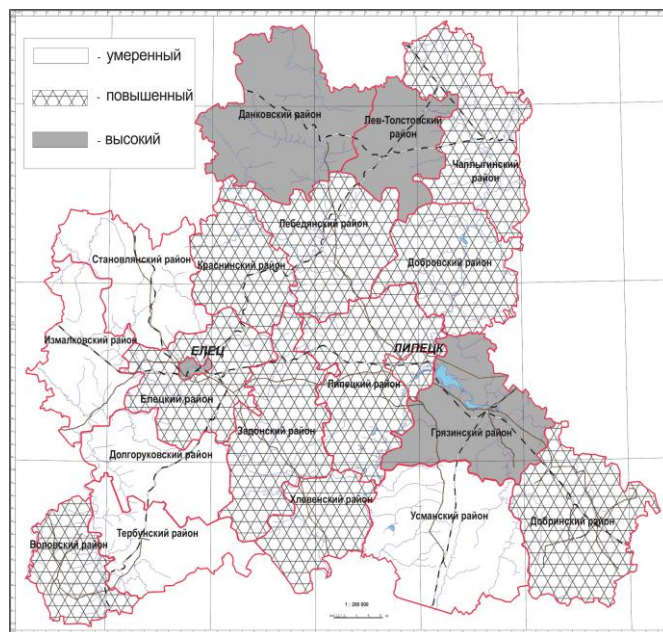 - умеренный
- повышенный
- высокий
Данковский район
Лев-Толстовский
район
Чаплыгинский
район
Лебедянский район
Становлянский район
Краснинский район
Добровский район
Измалковский район
ЕЛЕЦ
ЛИПЕЦК
Елецкий район
Липецкий район
Задонский район
Грязинский район
Долгоруковский район
Хлевенский район
Усманский район
Добринский район
Тербунский район
Воловский район
1 : 200 000